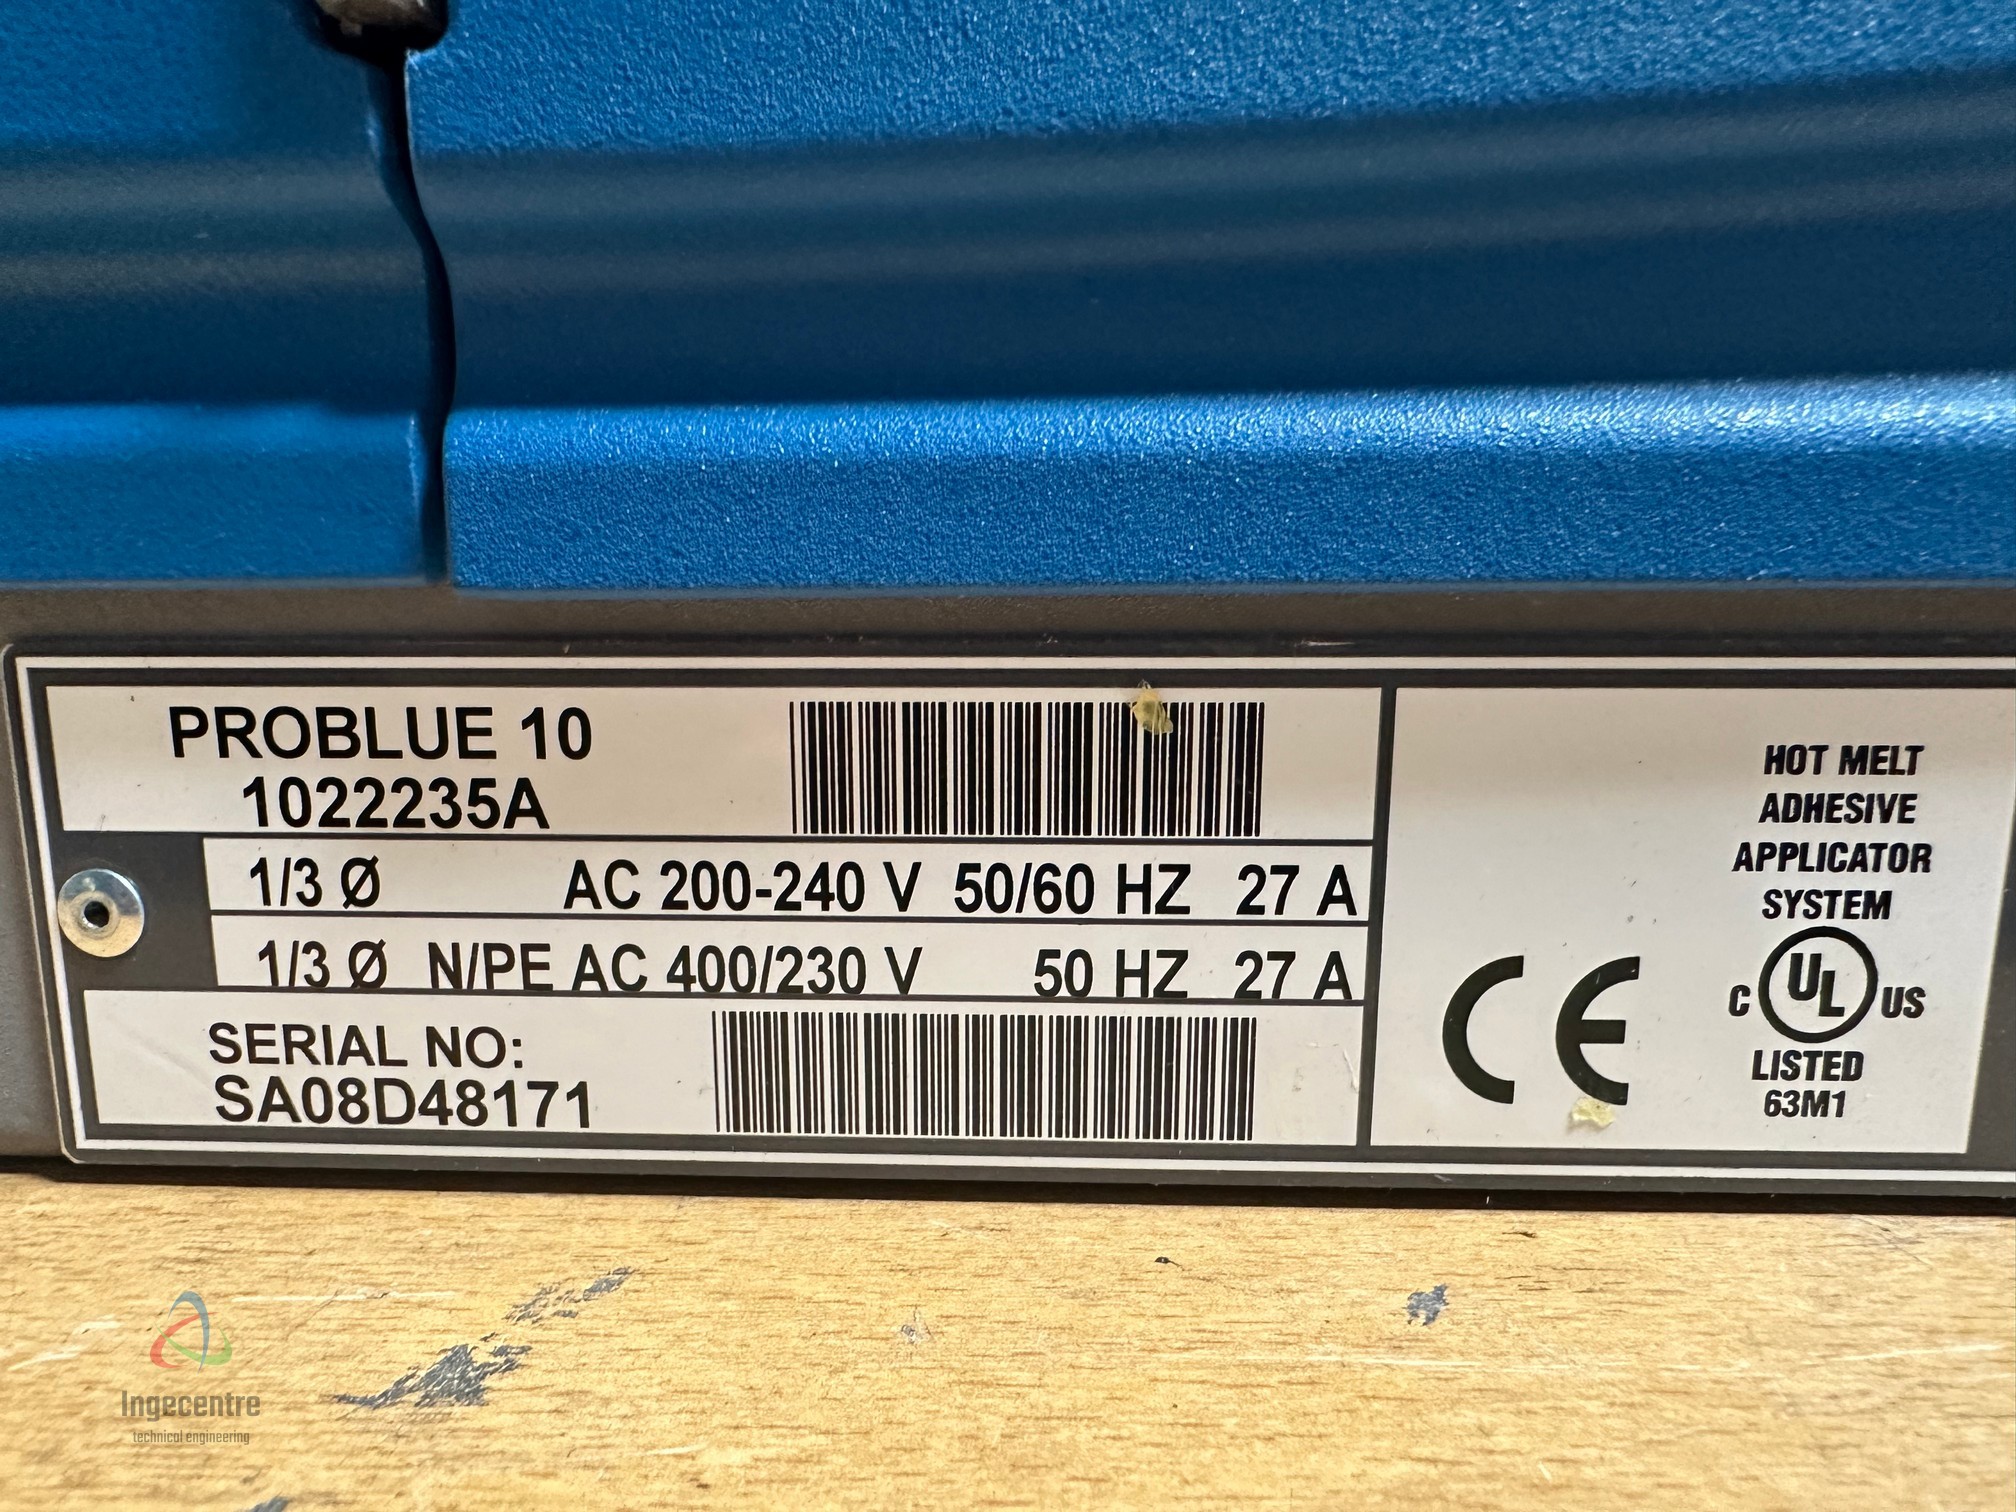 PROBLUE 10
1022235A
1/3 Ø AC 200-240 V 50/60 HZ 27 A
1/3 Ø N/PE AC 400/230 V 50 HZ 27 A
SERIAL NO:
SA08D48171
CE
HOT MELT
ADHESIVE
APPLICATOR
SYSTEM
C UL US
LISTED
63M1
Ingecentre
technical engineering